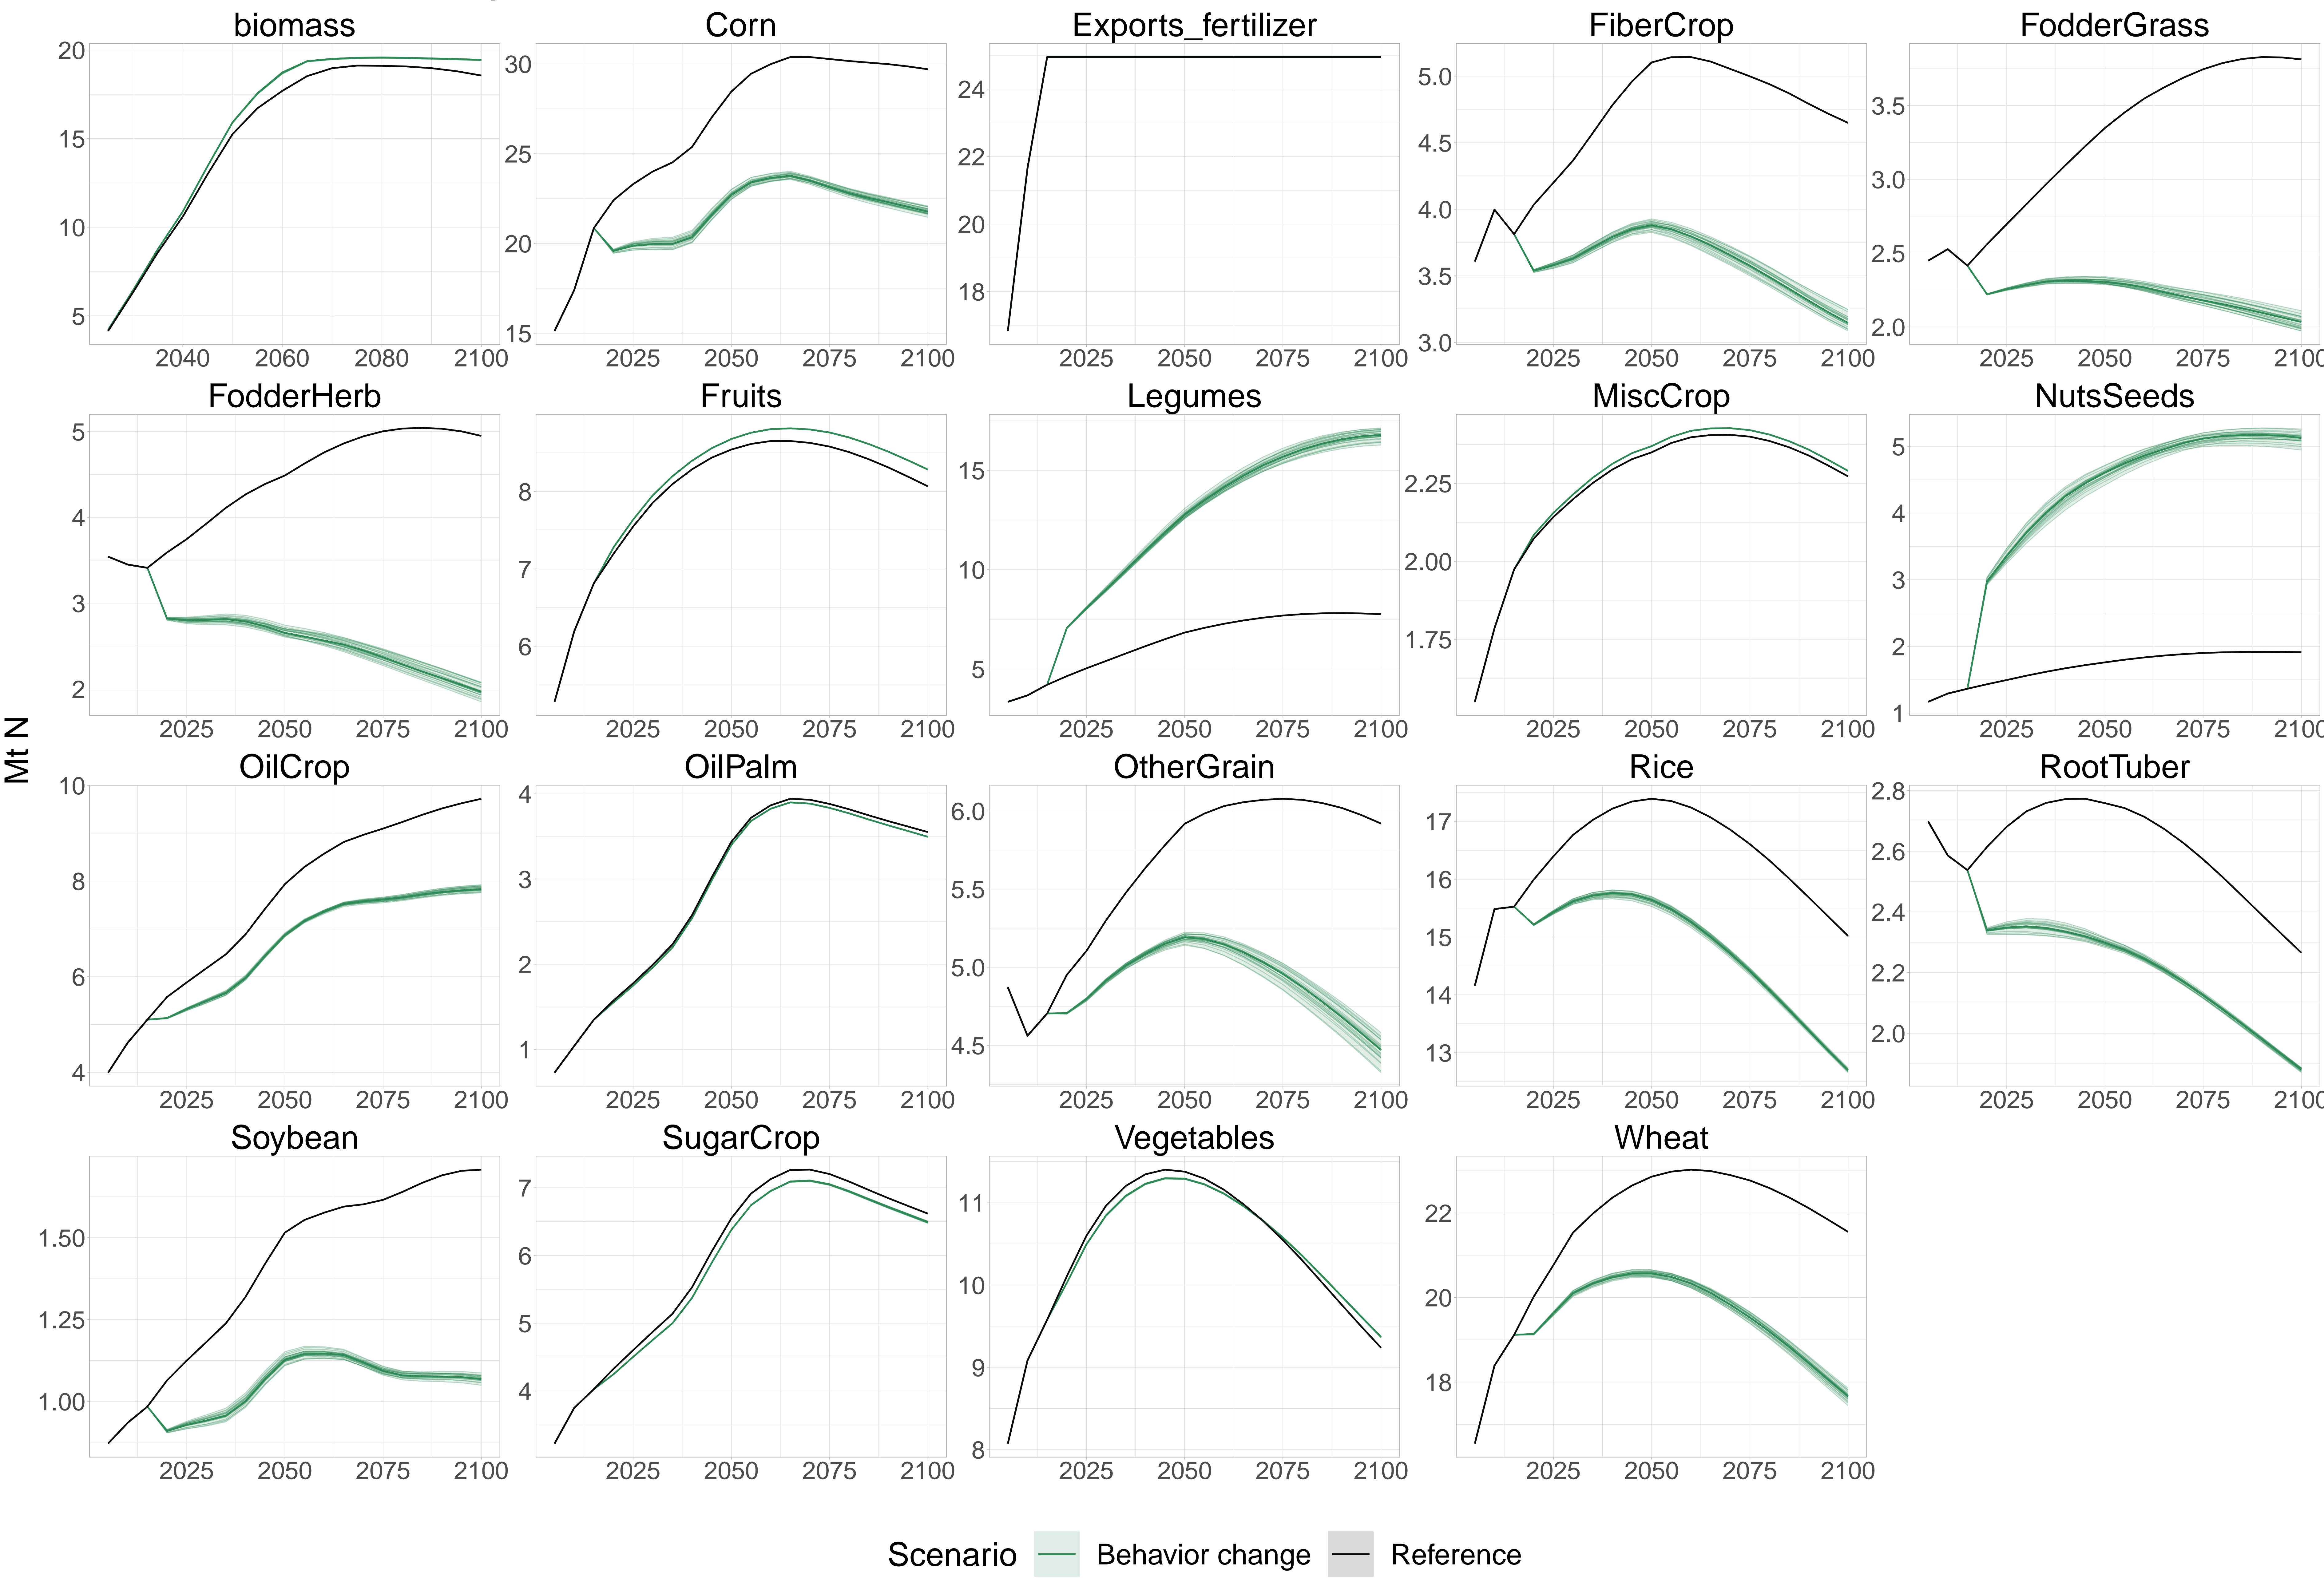 biomass
Corn
Exports_fertilizer
FiberCrop
FodderGrass
20
15
10
5
30
25
20
15
24
22
20
18
5.0
4.5
4.0
3.5
3.0
3.5
3.0
2.5
2.0
2040 2060 2080 2100
2025 2050 2075 2100
2025 2050 2075 2100
2025 2050 2075 2100
2025 2050 2075 2100
FodderHerb
Fruits
Legumes
MiscCrop
NutsSeeds
5
4
3
2
8
7
6
15
10
5
2.25
2.00
1.75
5
4
3
2
1
2025 2050 2075 2100
2025 2050 2075 2100
2025 2050 2075 2100
2025 2050 2075 2100
2025 2050 2075 2100
Mt N
OilCrop
OilPalm
OtherGrain
Rice
RootTuber
10
8
6
4
4
3
2
1
6.0
5.5
5.0
4.5
17
16
15
14
13
2.8
2.6
2.4
2.2
2.0
2025 2050 2075 2100
2025 2050 2075 2100
2025 2050 2075 2100
2025 2050 2075 2100
2025 2050 2075 2100
Soybean
SugarCrop
Vegetables
Wheat
1.50
1.25
1.00
7
6
5
4
11
10
9
8
22
20
18
2025 2050 2075 2100
2025 2050 2075 2100
2025 2050 2075 2100
2025 2050 2075 2100
Scenario Behavior change Reference